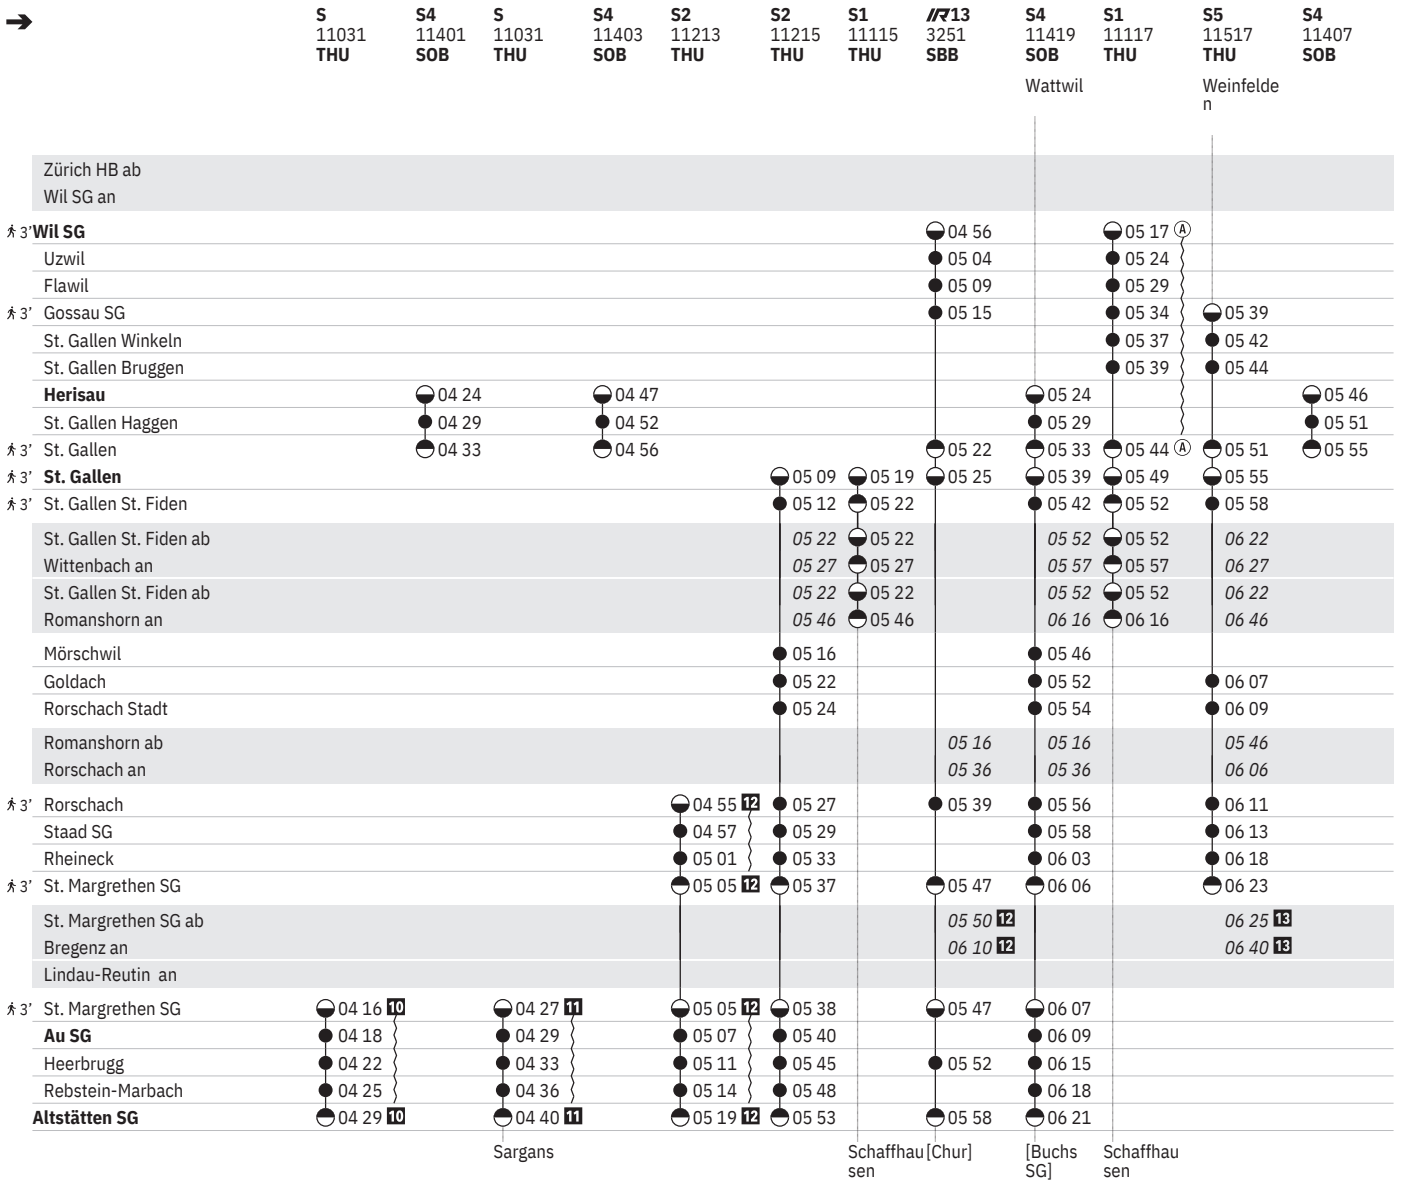 ➔ S S4 S S4 S2 S2 S1 IR13 S4 S1 S5 S4
11031 11401 11031 11403 11213 11215 11115 3251 11419 11117 11517 11407
THU SOB THU SOB THU THU THU SBB SOB THU THU SOB
Wattwil Weinfelde
n
Zürich HB ab
Wil SG an
3' Wil SG 04 56 05 17 Ⓐ
Uzwil 05 04 05 24
Flawil 05 09 05 29
3' Gossau SG 05 15 05 34 05 39
St. Gallen Winkeln 05 37 05 42
St. Gallen Bruggen 05 39 05 44
Herisau 04 24 04 47 05 24 05 46
St. Gallen Haggen 04 29 04 52 05 29 05 51
3' St. Gallen 04 33 04 56 05 22 05 33 05 44 Ⓐ 05 51 05 55
3' St. Gallen 05 09 05 19 05 25 05 39 05 49 05 55
3' St. Gallen St. Fiden 05 12 05 22 05 42 05 52 05 58
St. Gallen St. Fiden ab 05 22 05 22 05 52 05 52 06 22
Wittenbach an 05 27 05 27 05 57 05 57 06 27
St. Gallen St. Fiden ab 05 22 05 22 05 52 05 52 06 22
Romanshorn an 05 46 05 46 06 16 06 16 06 46
Mörschwil 05 16 05 46
Goldach 05 22 05 52 06 07
Rorschach Stadt 05 24 05 54 06 09
Romanshorn ab 05 16 05 16 05 46
Rorschach an 05 36 05 36 06 06
3' Rorschach 04 55 12 05 27 05 39 05 56 06 11
Staad SG 04 57 05 29 05 58 06 13
Rheineck 05 01 05 33 06 03 06 18
3' St. Margrethen SG 05 05 12 05 37 05 47 06 06 06 23
St. Margrethen SG ab 05 50 12 06 25 13
Bregenz an 06 10 12 06 40 13
Lindau-Reutin an
3' St. Margrethen SG 04 16 10 04 27 11 05 05 12 05 38 05 47 06 07
Au SG 04 18 04 29 05 07 05 40 06 09
Heerbrugg 04 22 04 33 05 11 05 45 05 52 06 15
Rebstein-Marbach 04 25 04 36 05 14 05 48 06 18
Altstätten SG 04 29 10 04 40 11 05 19 12 05 53 05 58 06 21
Sargans Schaffhau [Chur] [Buchs Schaffhau
sen SG] sen